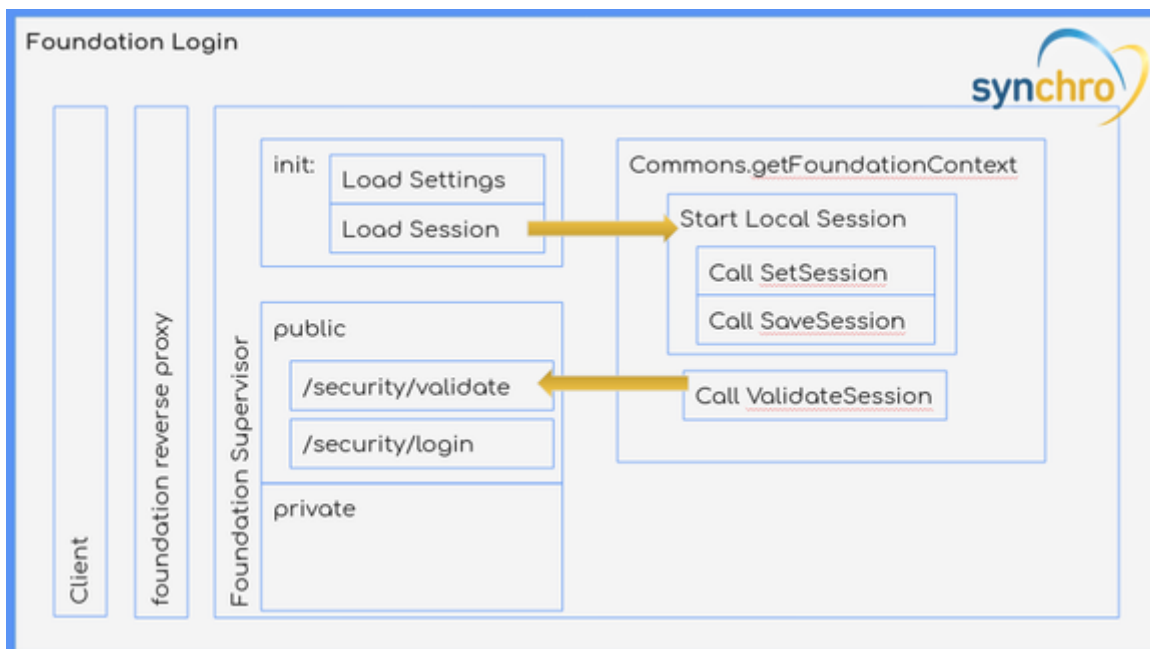 Foundation Login
synchro
Client
foundation reverse proxy
Foundation Supervisor
init:
Load Settings
Load Session
public
/security/validate
/security/login
private
Commons.getFoundationContext
Start Local Session
Call SetSession
Call SaveSession
Call ValidateSession